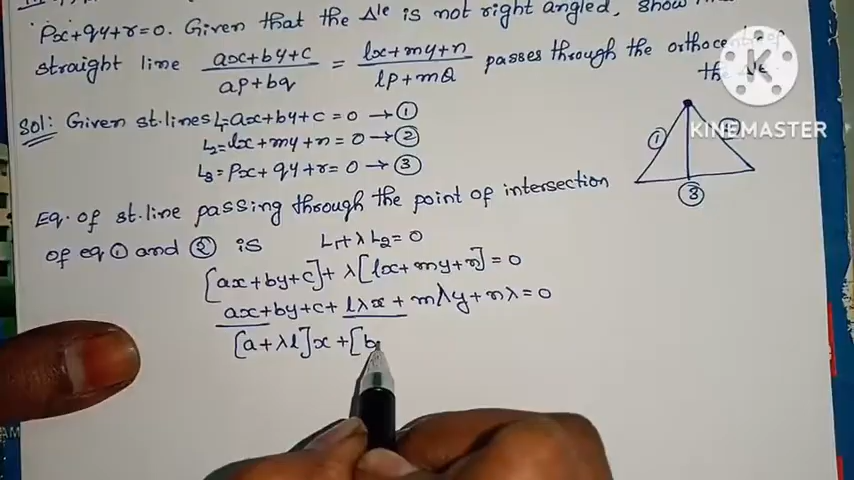 Px+qy+r=0. Given that the Δle is not right angled, show
straight line ax+by+c/ap+bq = lx+my+n/lp+mQ passes through the orthocentre of
the Δle
Sol: Given st.lines L₁=ax+by+c=0 → ①
L₂=lx+my+n=0 → ②
L₃=Px+qy+r=0 → ③
Eq. of st.line passing through the point of intersection
of eq ① and ② is L₁+λL₂=0
[ax+by+c]+λ[lx+my+n]=0
ax+by+c+lλx+mλy+nλ=0
[a+λl]x+[b
①
③
K
KINEMASTER